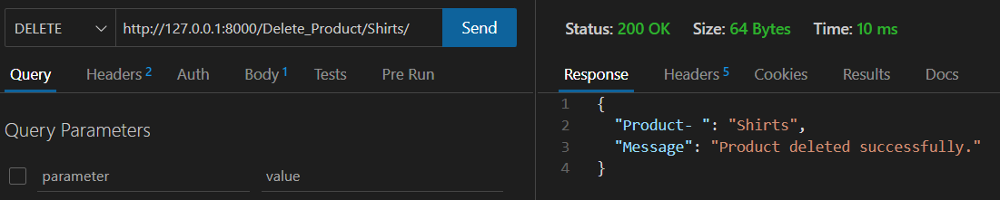 DELETE http://127.0.0.1:8000/Delete_Product/Shirts/ Send
Query Headers 2 Auth Body 1 Tests Pre Run
Query Parameters
parameter value
Status: 200 OK Size: 64 Bytes Time: 10 ms
Response Headers 5 Cookies Results Docs
1 {
2 "Product- ": "Shirts",
3 "Message": "Product deleted successfully."
4 }